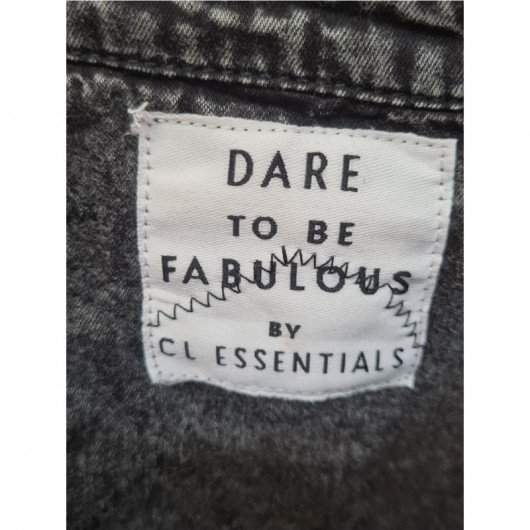 DARE
TO BE
FABULOUS
BY
CL ESSENTIALS